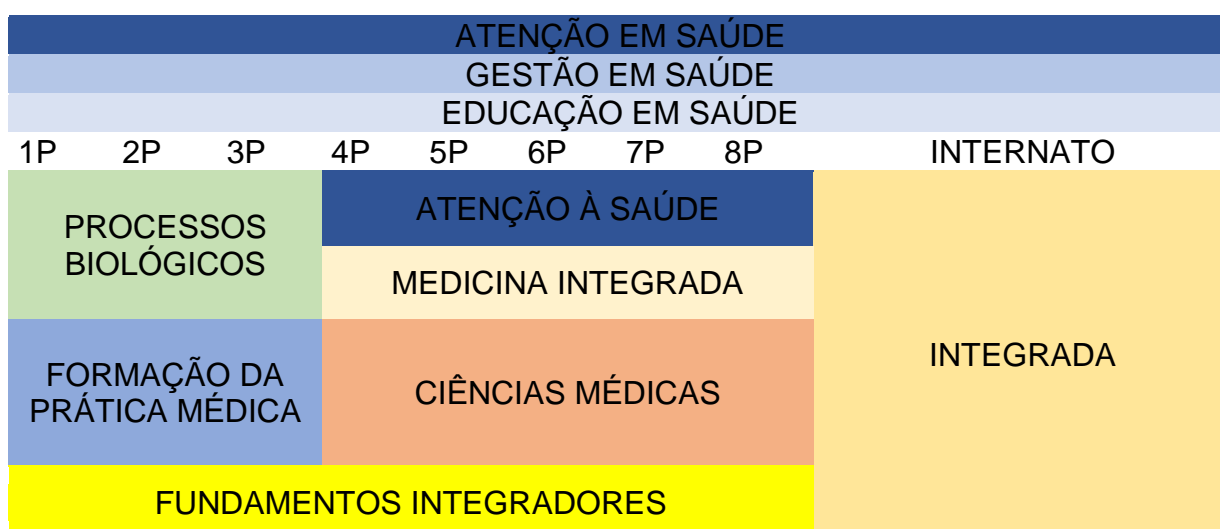 ATENÇÃO EM SAÚDE
GESTÃO EM SAÚDE
EDUCAÇÃO EM SAÚDE
1P 2P 3P 4P 5P 6P 7P 8P INTERNATO
PROCESSOS
BIOLÓGICOS
ATENÇÃO À SAÚDE
MEDICINA INTEGRADA
FORMAÇÃO DA
PRÁTICA MÉDICA
CIÊNCIAS MÉDICAS
INTEGRADA
FUNDAMENTOS INTEGRADORES